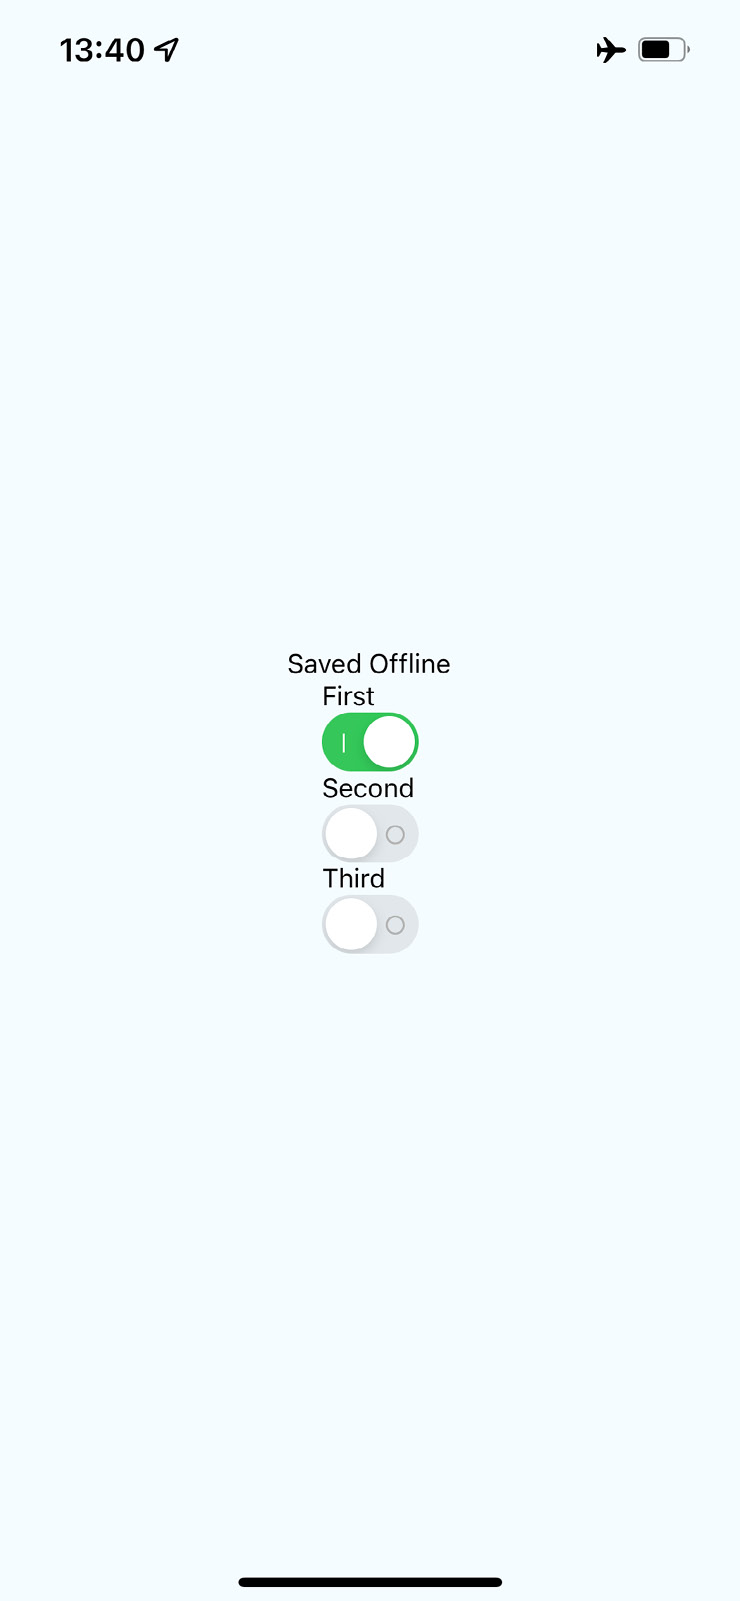 13:40
Saved Offline
First
Second
Third